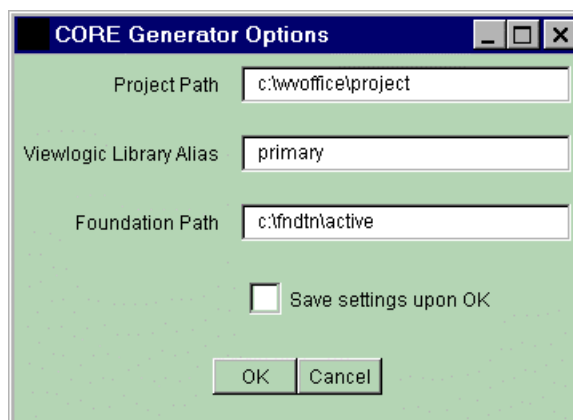 CORE Generator Options
Project Path c:\wvoffice\project
Viewlogic Library Alias primary
Foundation Path c:\fndtn\active
Save settings upon OK
OK Cancel